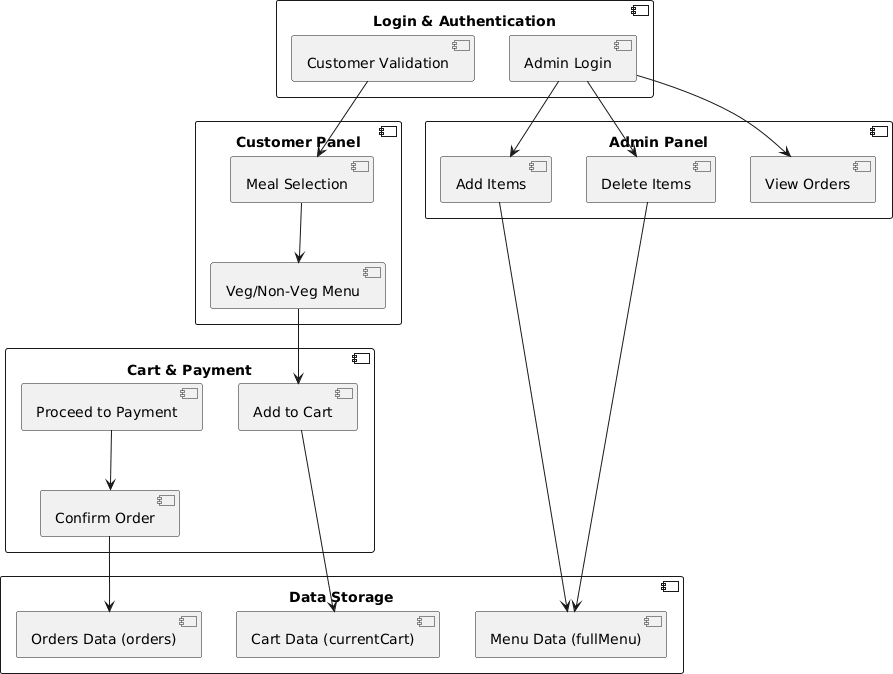 Login & Authentication
Customer Validation
Admin Login
Customer Panel
Admin Panel
Meal Selection
Add Items
Delete Items
View Orders
Veg/Non-Veg Menu
Cart & Payment
Proceed to Payment
Add to Cart
Confirm Order
Data Storage
Orders Data (orders)
Cart Data (currentCart)
Menu Data (fullMenu)